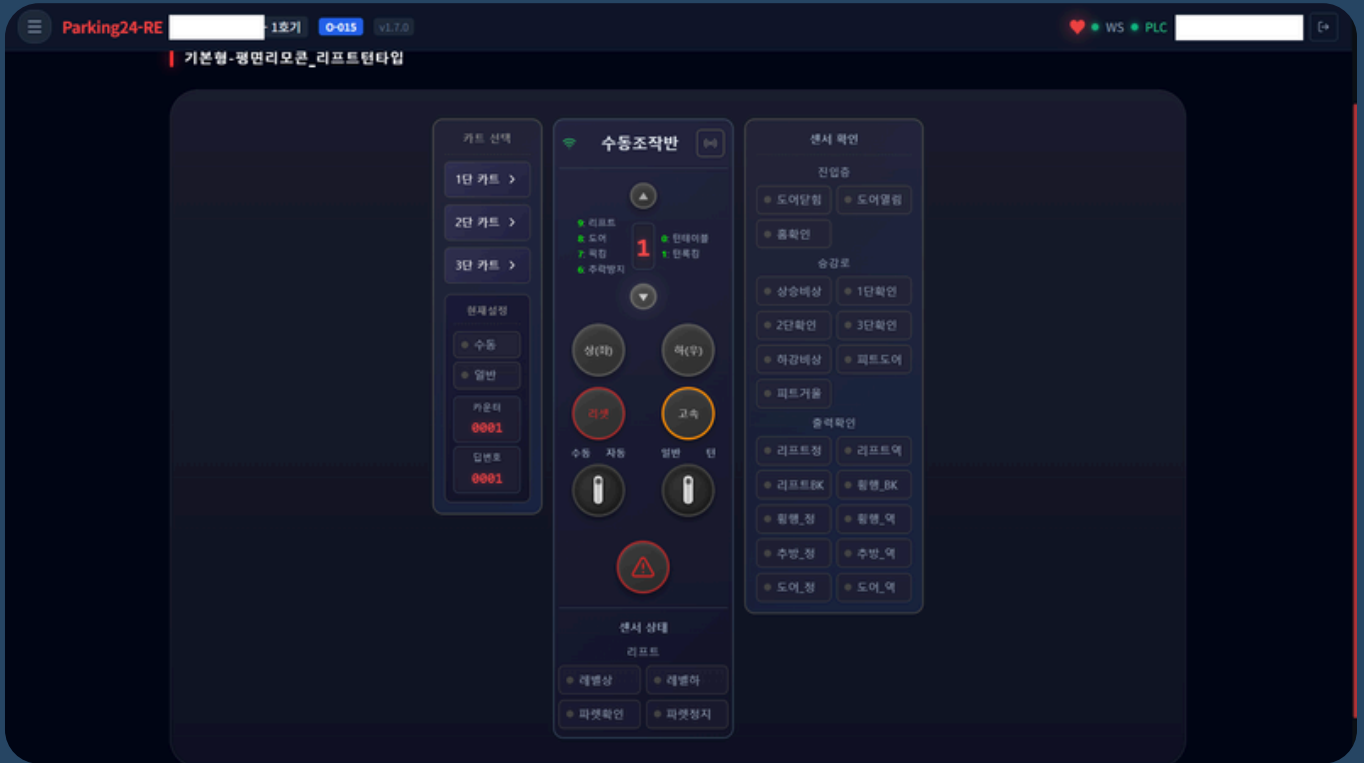 Parking24-RE
- 1호기
O-015
v1.7.0
WS
PLC
기본형-평면리모콘_리프트턴타입
카트 선택
1단 카트 >
2단 카트 >
3단 카트 >
현재설정
수동
일반
카운터
0001
답번호
0001
수동조작반
9: 리프트
8: 도어
7: 락킹
6: 추락방지
1
0: 턴테이블
1: 턴록킹
상(좌)
하(우)
리셋
고속
수동 자동
일반 턴
센서 상태
리프트
레벨상
레벨하
파렛확인
파렛정지
센서 확인
진입층
도어닫힘
도어열림
홈확인
승강로
상승비상
1단확인
2단확인
3단확인
하강비상
피트도어
피트거울
출력확인
리프트정
리프트역
리프트BK
횡행_BK
횡행_정
횡행_역
추방_정
추방_역
도어_정
도어_역